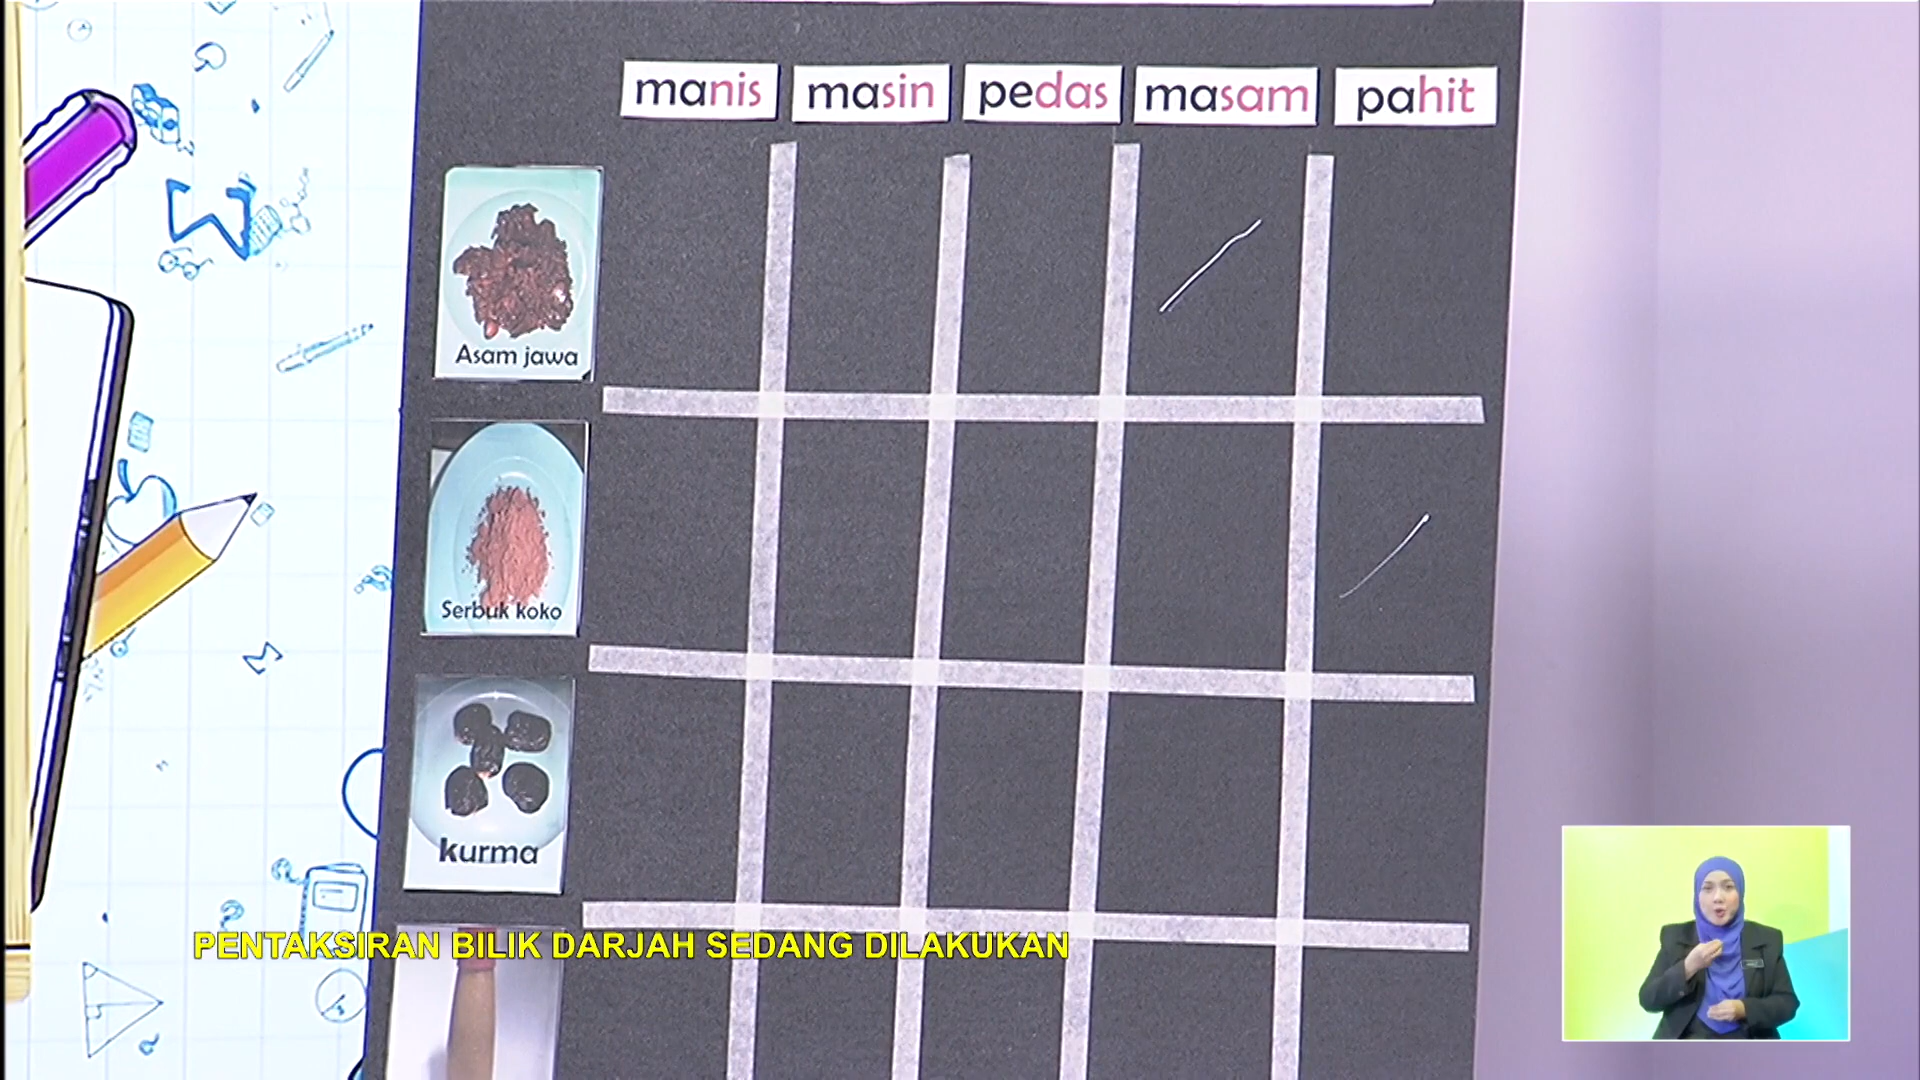 manis masin pedas masam pahit
Asam jawa
Serbuk koko
kurma
PENTAKSIRAN BILIK DARJAH SEDANG DILAKUKAN